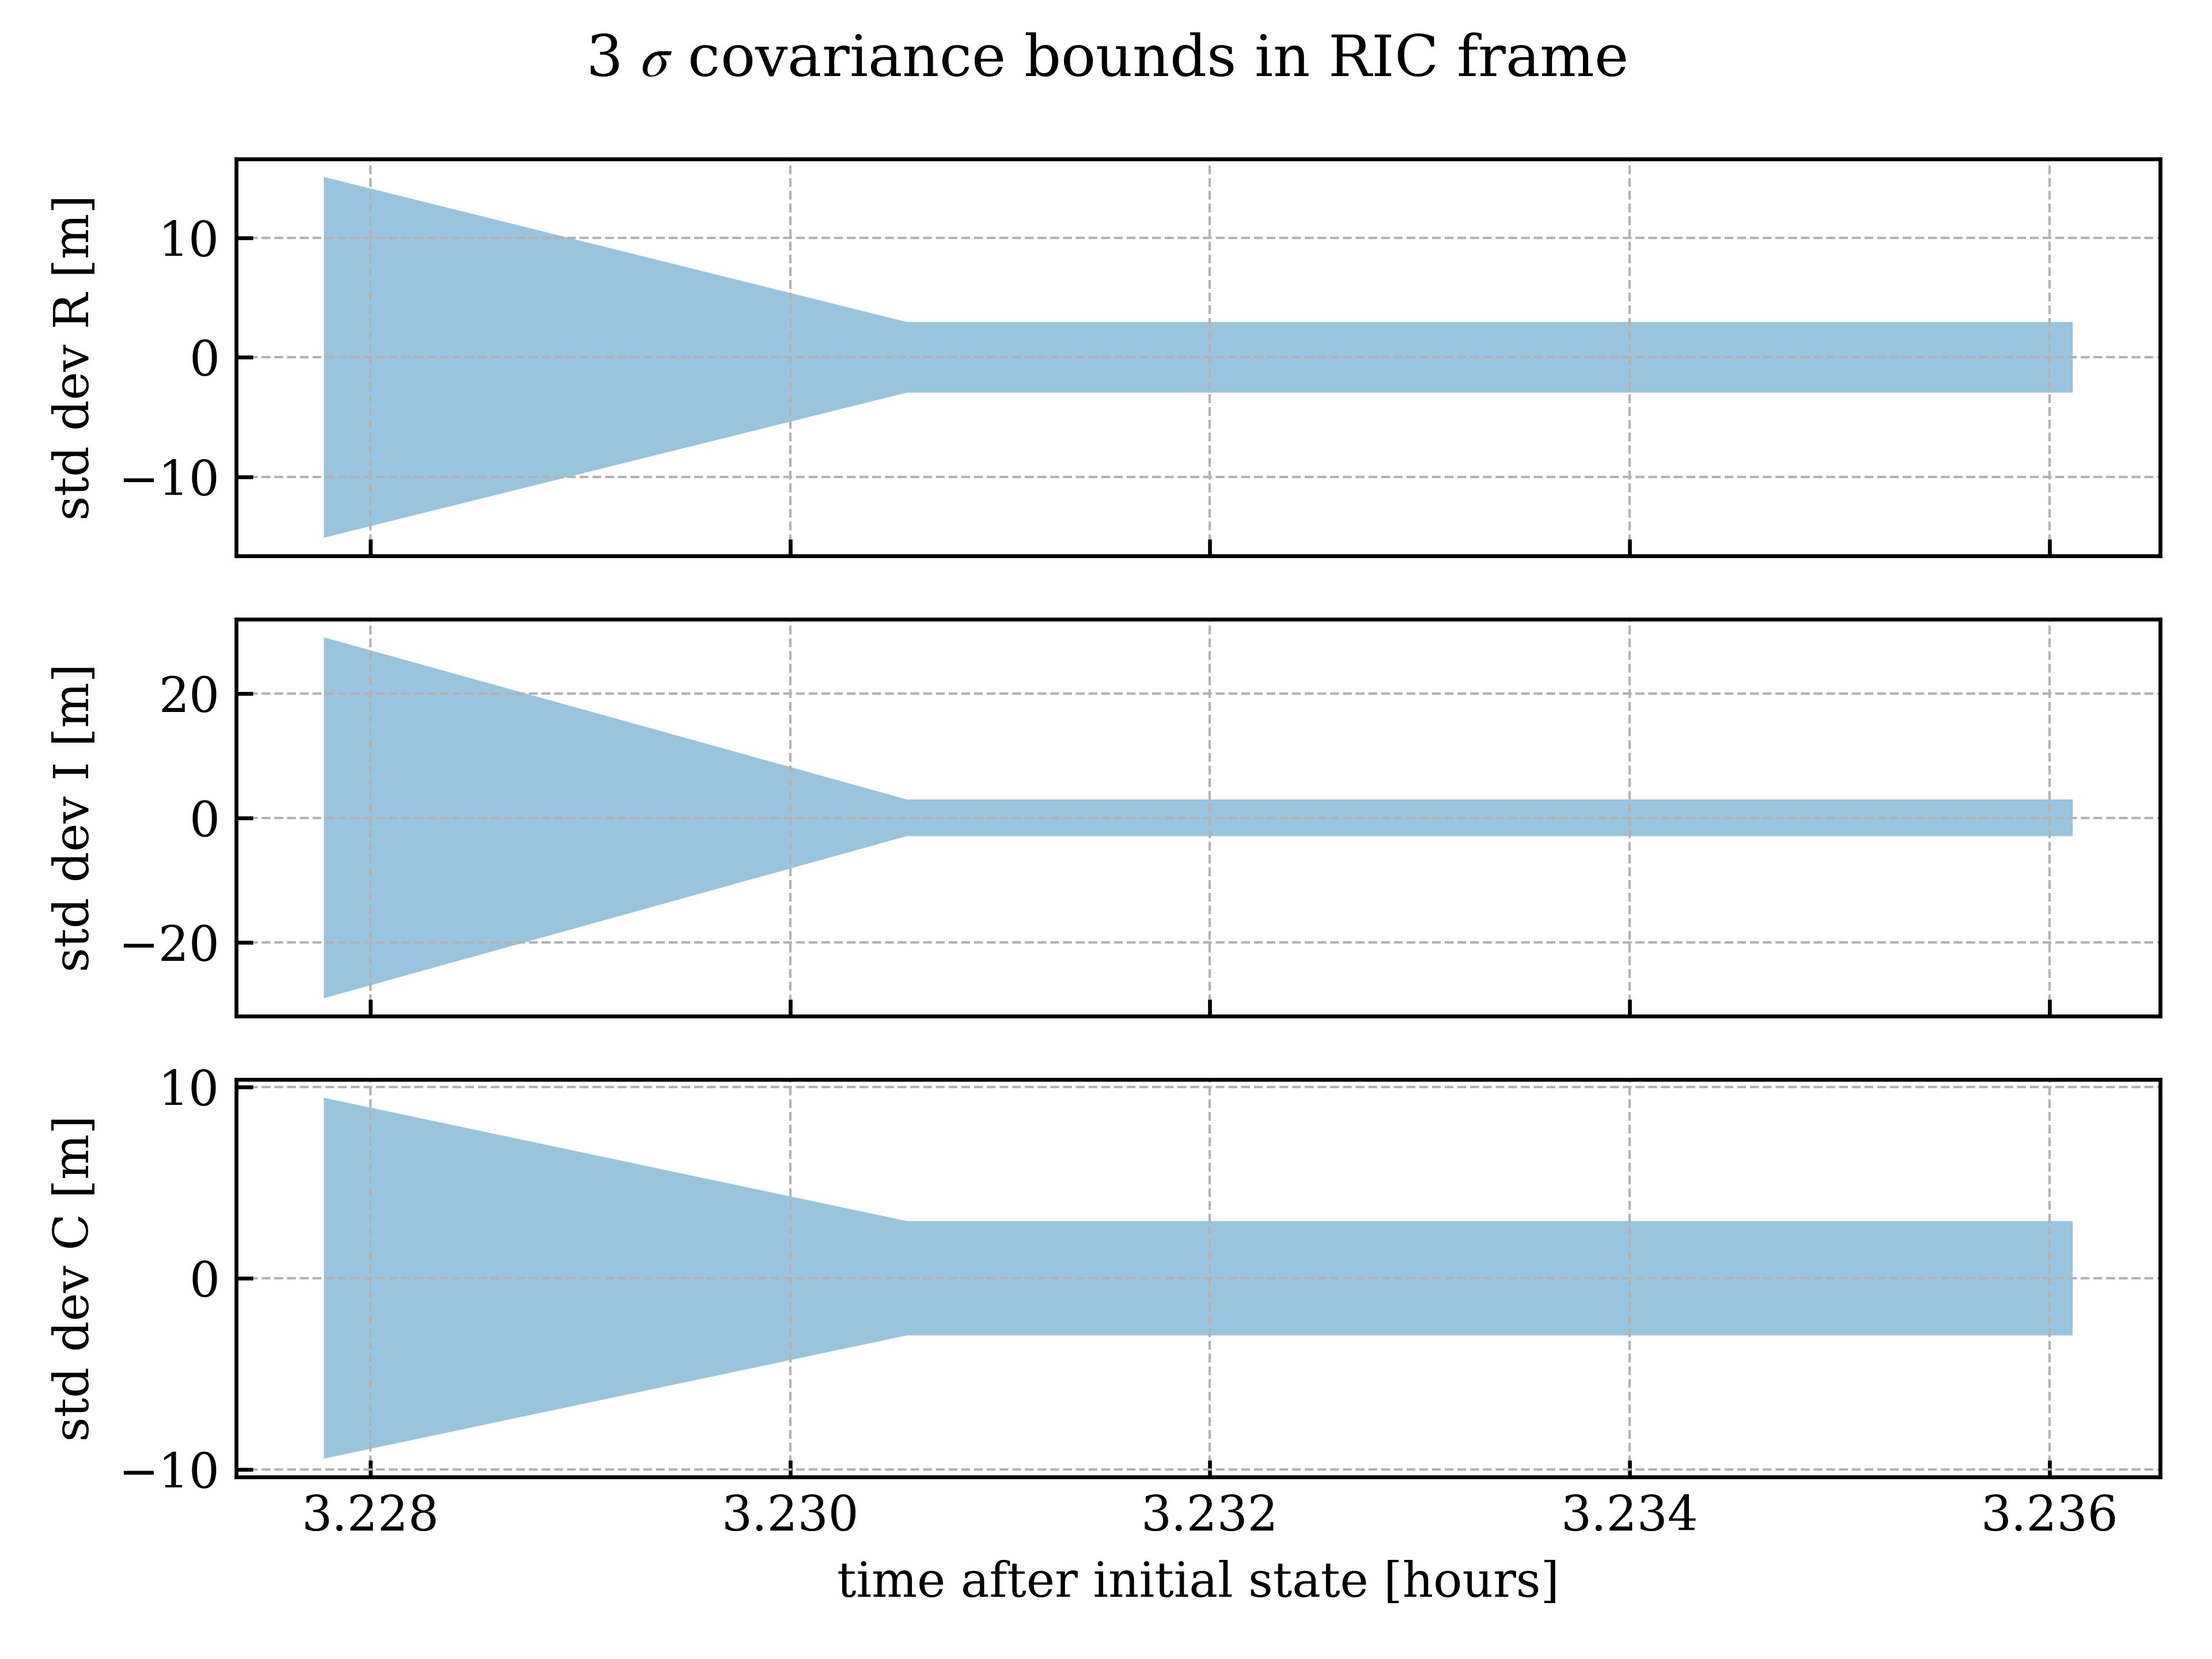 3 σ covariance bounds in RIC frame
std dev R [m]
10
0
−10
std dev I [m]
20
0
−20
std dev C [m]
10
0
−10
3.228 3.230 3.232 3.234 3.236
time after initial state [hours]